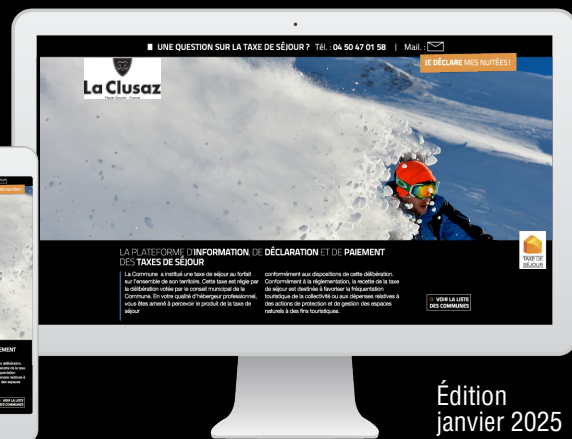 UNE QUESTION SUR LA TAXE DE SÉJOUR ? Tél. : 04 50 47 01 58 | Mail. :
JE DÉCLARE MES NUITÉES !
La Clusaz
LA PLATEFORME D'INFORMATION, DE DÉCLARATION ET DE PAIEMENT
DES TAXES DE SÉJOUR
La Commune a institué une taxe de séjour au forfait
sur l'ensemble de son territoire. Cette taxe est régie par
la délibération votée par le conseil municipal de la
Commune. En votre qualité d'hébergeur professionnel,
vous êtes amené à percevoir le produit de la taxe de
séjour
conformément aux dispositions de cette délibération.
Conformément à la réglementation, la recette de la taxe
de séjour est destinée à favoriser la fréquentation
touristique de la collectivité ou aux dépenses relatives à
des actions de protection et de gestion des espaces
naturels à des fins touristiques.
TAXE DE
SÉJOUR
VOIR LA LISTE
DES COMMUNES
EMENT
VOIR LA LISTE
DES COMMUNES
Édition
janvier 2025